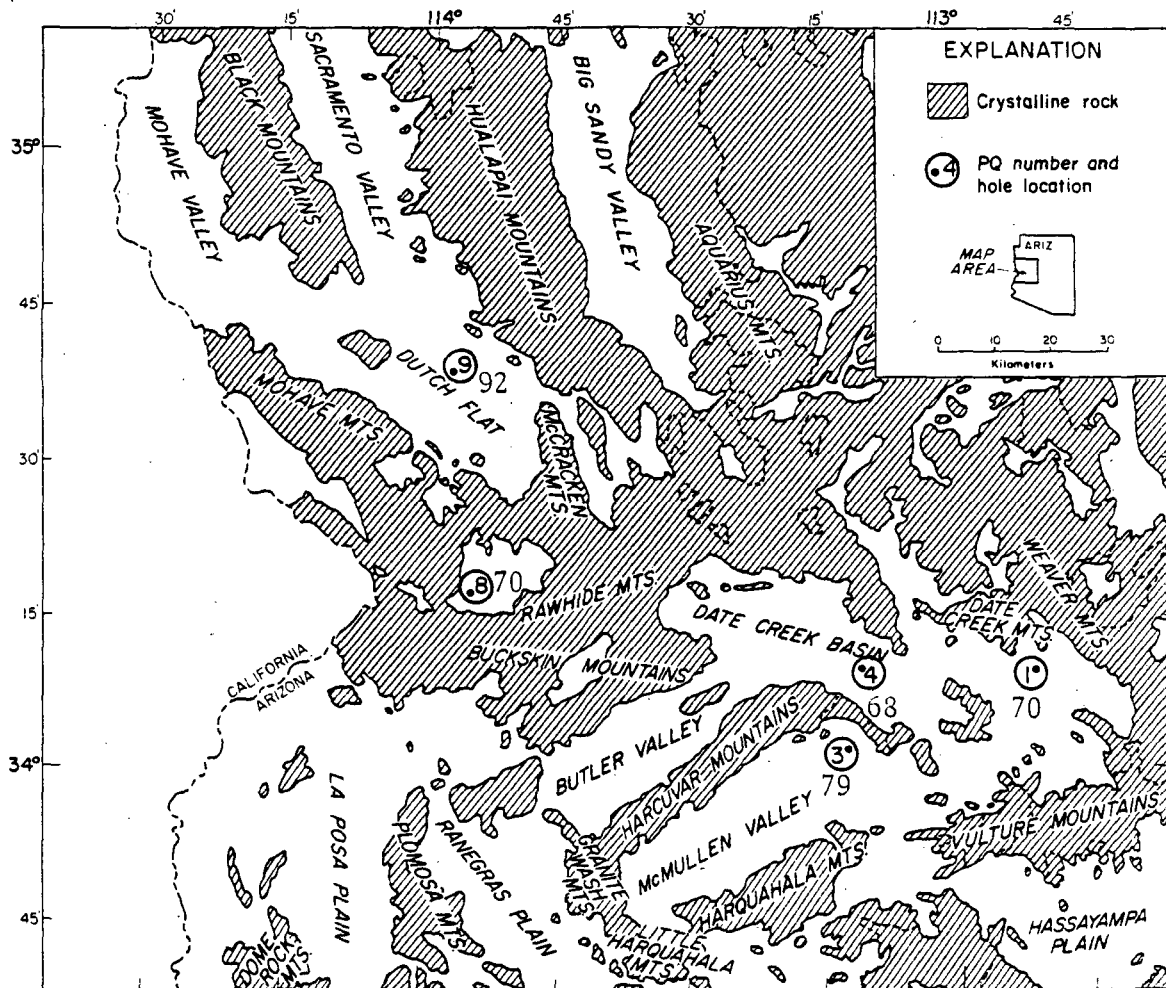 30' 15' 114° 45' 30' 15' 113° 45'
EXPLANATION
Crystalline rock
•4 PQ number and
hole location
ARIZ
MAP
AREA
0 10 20 30
Kilometers
35°
45'
30'
15'
34°
45'
MOHAVE VALLEY
BLACK MOUNTAINS
SACRAMENTO VALLEY
HUALAPAI MOUNTAINS
BIG SANDY VALLEY
AQUARIUS MTS
MOHAVE MTS
DUTCH FLAT
•9
92
McCRACKEN
MTS
•8 70
RAWHIDE MTS.
BUCKSKIN MOUNTAINS
DATE CREEK BASIN
DATE
CREEK MTS.
WEAVER MTS.
•4
68
1•
70
CALIFORNIA
ARIZONA
BUTLER VALLEY
HARCUVAR MOUNTAINS
3•
79
McMULLEN VALLEY
VULTURE MOUNTAINS
LA POSA PLAIN
PLOMOSA MTS
RANEGRAS PLAIN
GRANITE
WASH
MTS
HARQUAHALA MTS.
LITTLE
HARQUAHALA
MTS.
HASSAYAMPA
PLAIN
DOME
ROCK
MTS.